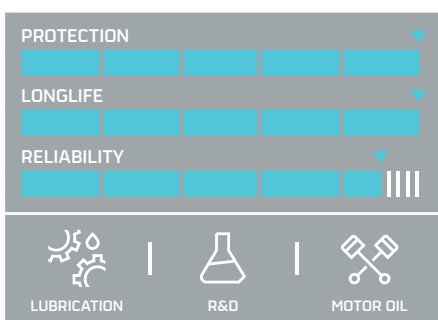 PROTECTION
LONGLIFE
RELIABILITY
LUBRICATION
R&D
MOTOR OIL